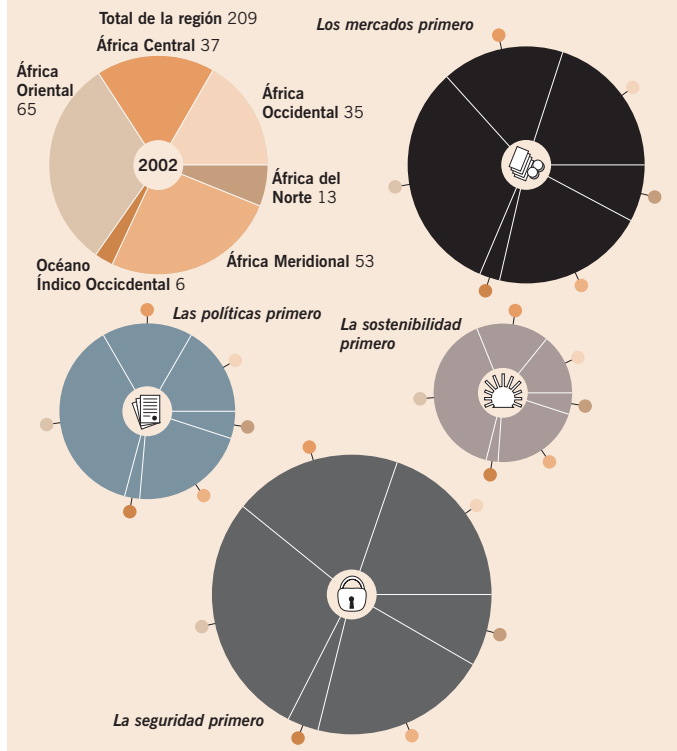 Total de la región 209
África Central 37
África
Oriental
65
África
Occidental 35
2002
África del
Norte 13
África Meridional 53
Océano
Índico Occicdental 6
Los mercados primero
Las políticas primero
La sostenibilidad
primero
La seguridad primero